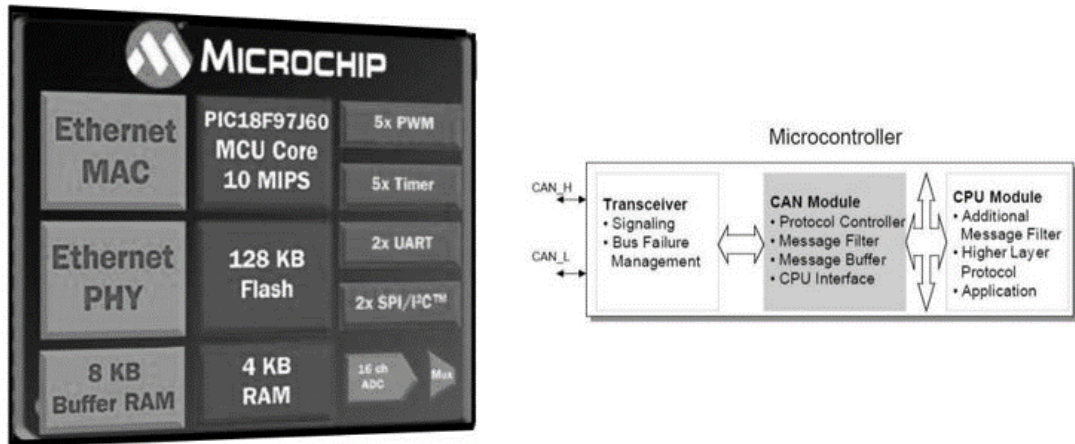 MICROCHIP
Ethernet
MAC
PIC18F97J60
MCU Core
10 MIPS
5x PWM
5x Timer
Ethernet
PHY
128 KB
Flash
2x UART
2x SPI/I²C™
8 KB
Buffer RAM
4 KB
RAM
16 ch
ADC
Mux
Microcontroller
CAN_H
CAN_L
Transceiver
• Signaling
• Bus Failure
Management
CAN Module
• Protocol Controller
• Message Filter
• Message Buffer
• CPU Interface
CPU Module
• Additional
Message Filter
• Higher Layer
Protocol
• Application